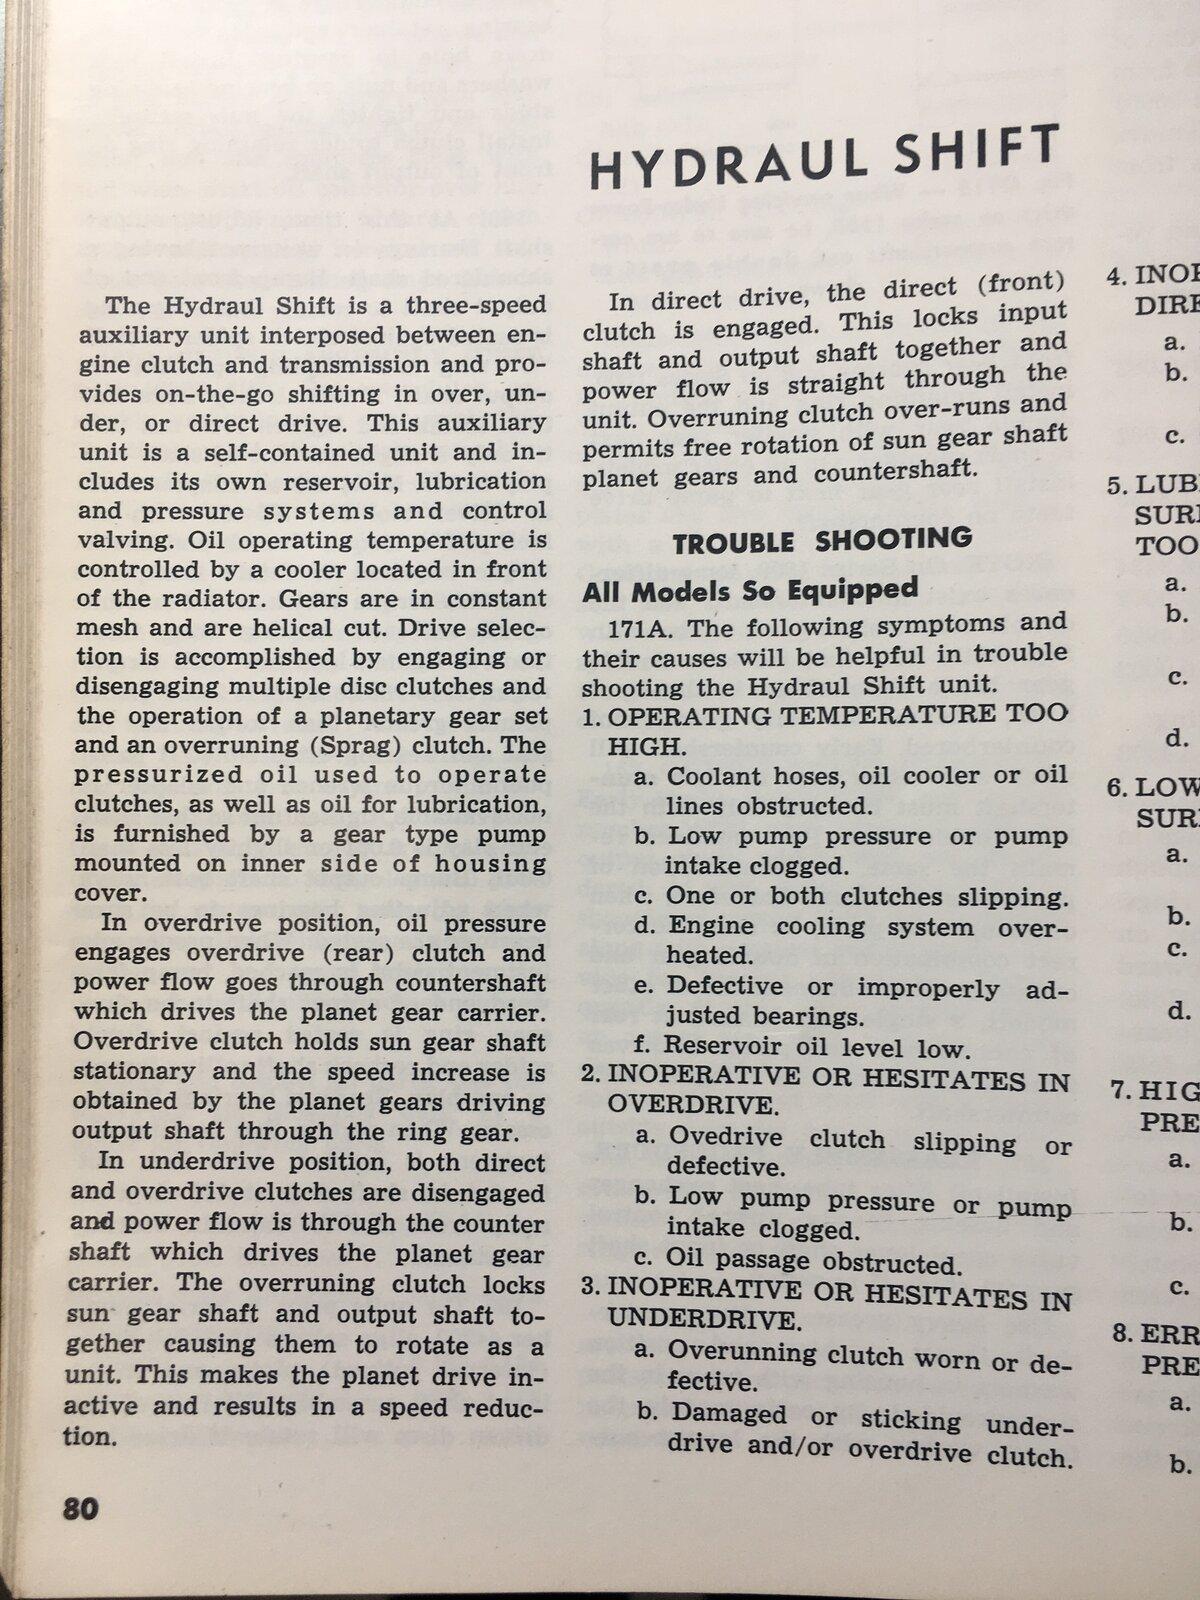 HYDRAUL SHIFT
The Hydraul Shift is a three-speed
auxiliary unit interposed between en-
gine clutch and transmission and pro-
vides on-the-go shifting in over, un-
der, or direct drive. This auxiliary
unit is a self-contained unit and in-
cludes its own reservoir, lubrication
and pressure systems and control
valving. Oil operating temperature is
controlled by a cooler located in front
of the radiator. Gears are in constant
mesh and are helical cut. Drive selec-
tion is accomplished by engaging or
disengaging multiple disc clutches and
the operation of a planetary gear set
and an overruning (Sprag) clutch. The
pressurized oil used to operate
clutches, as well as oil for lubrication,
is furnished by a gear type pump
mounted on inner side of housing
cover.
In overdrive position, oil pressure
engages overdrive (rear) clutch and
power flow goes through countershaft
which drives the planet gear carrier.
Overdrive clutch holds sun gear shaft
stationary and the speed increase is
obtained by the planet gears driving
output shaft through the ring gear.
In underdrive position, both direct
and overdrive clutches are disengaged
and power flow is through the counter
shaft which drives the planet gear
carrier. The overruning clutch locks
sun gear shaft and output shaft to-
gether causing them to rotate as a
unit. This makes the planet drive in-
active and results in a speed reduc-
tion.
80
In direct drive, the direct (front)
clutch is engaged. This locks input
shaft and output shaft together and
power flow is straight through the
unit. Overruning clutch over-runs and
permits free rotation of sun gear shaft
planet gears and countershaft.
TROUBLE SHOOTING
All Models So Equipped
171A. The following symptoms and
their causes will be helpful in trouble
shooting the Hydraul Shift unit.
1. OPERATING TEMPERATURE TOO
HIGH.
a. Coolant hoses, oil cooler or oil
lines obstructed.
b. Low pump pressure or pump
intake clogged.
c. One or both clutches slipping.
d. Engine cooling system over-
heated.
e. Defective or improperly ad-
justed bearings.
f. Reservoir oil level low.
2. INOPERATIVE OR HESITATES IN
OVERDRIVE.
a. Ovedrive clutch slipping or
defective.
b. Low pump pressure or pump
intake clogged.
c. Oil passage obstructed.
3. INOPERATIVE OR HESITATES IN
UNDERDRIVE.
a. Overunning clutch worn or de-
fective.
b. Damaged or sticking under-
drive and/or overdrive clutch.
4.
a.
b.
c.
5.
TOO
a.
b.
c.
d.
6. LOW
a.
b.
c.
d.
7.
a.
b.
c.
8.
a.
b.